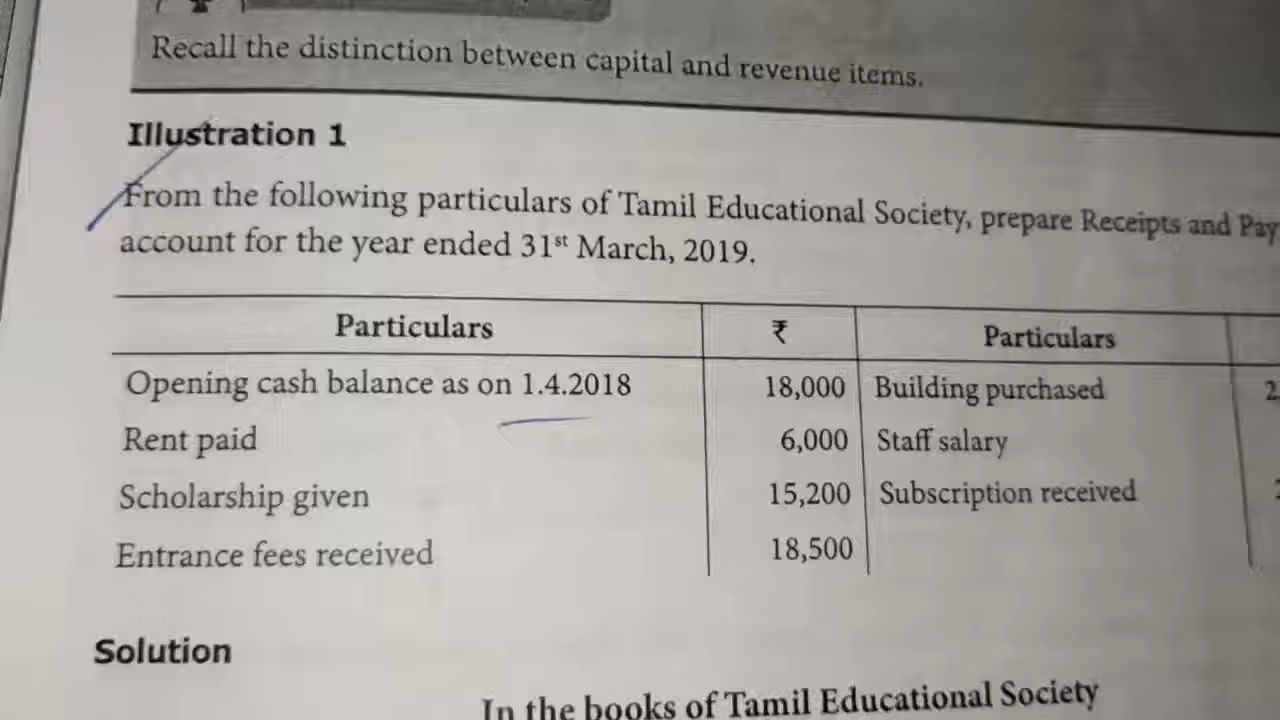 Recall the distinction between capital and revenue items.
Illustration 1
From the following particulars of Tamil Educational Society, prepare Receipts and Pay
account for the year ended 31st March, 2019.
Particulars ₹ Particulars
Opening cash balance as on 1.4.2018 18,000 Building purchased 2
Rent paid 6,000 Staff salary
Scholarship given 15,200 Subscription received
Entrance fees received 18,500
Solution
In the books of Tamil Educational Society